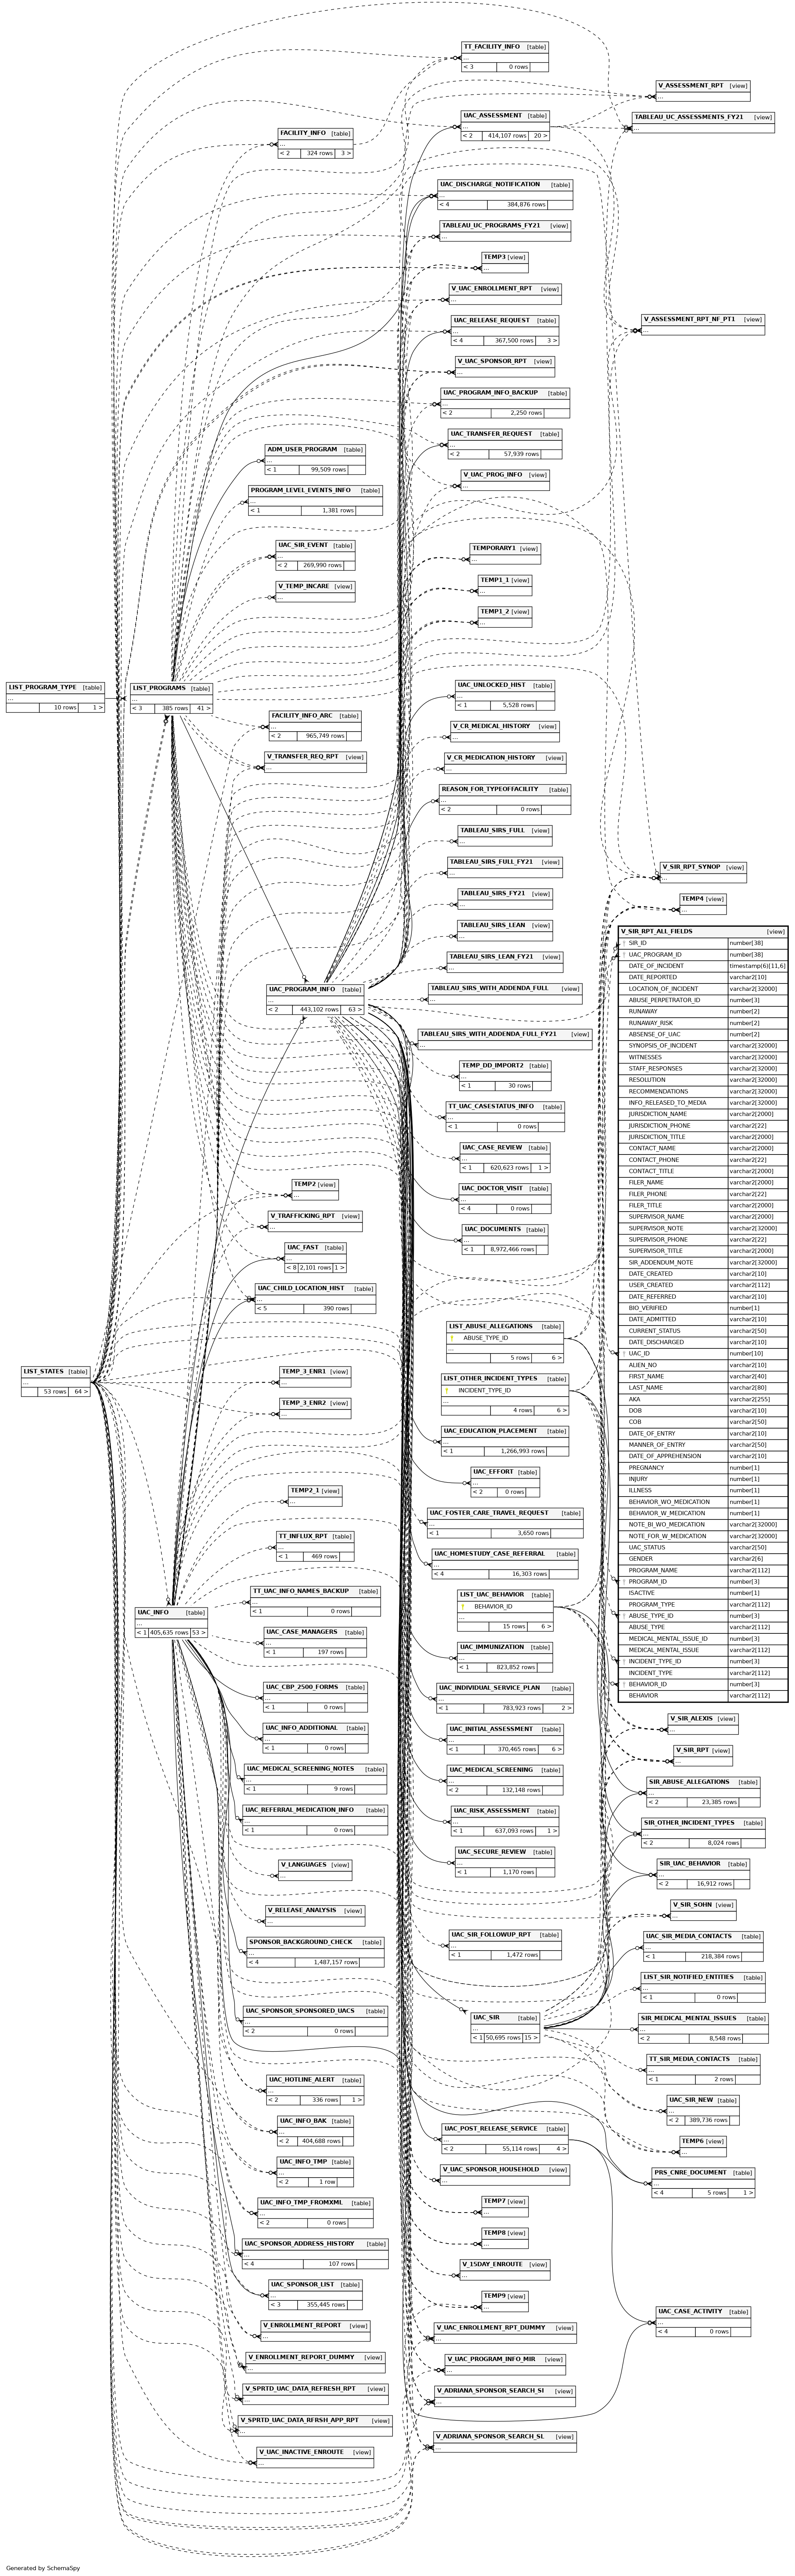 LIST_PROGRAM_TYPE [table]
...
10 rows 1 >
LIST_STATES [table]
...
53 rows 64 >
LIST_PROGRAMS [table]
...
< 3 385 rows 41 >
UAC_INFO [table]
...
< 1 405,635 rows 53 >
FACILITY_INFO [table]
...
< 2 324 rows 3 >
ADM_USER_PROGRAM [table]
...
< 1 99,509 rows
PROGRAM_LEVEL_EVENTS_INFO [table]
...
< 1 1,381 rows
UAC_SIR_EVENT [table]
...
< 2 269,990 rows
V_TEMP_INCARE [view]
...
FACILITY_INFO_ARC [table]
...
< 2 965,749 rows
V_TRANSFER_REQ_RPT [view]
...
UAC_PROGRAM_INFO [table]
...
< 2 443,102 rows 63 >
TEMP2 [view]
...
V_TRAFFICKING_RPT [view]
...
UAC_FAST [table]
...
< 8 2,101 rows 1 >
UAC_CHILD_LOCATION_HIST [table]
...
< 5 390 rows
TEMP_3_ENR1 [view]
...
TEMP_3_ENR2 [view]
...
TEMP2_1 [view]
...
TT_INFLUX_RPT [table]
...
< 1 469 rows
TT_UAC_INFO_NAMES_BACKUP [table]
...
< 1 0 rows
UAC_CASE_MANAGERS [table]
...
< 1 197 rows
UAC_CBP_2500_FORMS [table]
...
< 1 0 rows
UAC_INFO_ADDITIONAL [table]
...
< 1 0 rows
UAC_MEDICAL_SCREENING_NOTES [table]
...
< 1 9 rows
UAC_REFERRAL_MEDICATION_INFO [table]
...
< 1 0 rows
V_LANGUAGES [view]
...
V_RELEASE_ANALYSIS [view]
...
SPONSOR_BACKGROUND_CHECK [table]
...
< 4 1,487,157 rows
UAC_SPONSOR_SPONSORED_UACS [table]
...
< 2 0 rows
UAC_HOTLINE_ALERT [table]
...
< 2 336 rows 1 >
UAC_INFO_BAK [table]
...
< 2 404,688 rows
UAC_INFO_TMP [table]
...
< 2 1 row
UAC_INFO_TMP_FROMXML [table]
...
< 2 0 rows
UAC_SPONSOR_ADDRESS_HISTORY [table]
...
< 4 107 rows
UAC_SPONSOR_LIST [table]
...
< 3 355,445 rows
V_ENROLLMENT_REPORT [view]
...
V_ENROLLMENT_REPORT_DUMMY [view]
...
V_SPRTD_UAC_DATA_REFRESH_RPT [view]
...
V_SPRTD_UAC_DATA_RFRSH_APP_RPT [view]
...
V_UAC_INACTIVE_ENROUTE [view]
...
TT_FACILITY_INFO [table]
...
< 3 0 rows
UAC_ASSESSMENT [table]
...
< 2 414,107 rows 20 >
UAC_DISCHARGE_NOTIFICATION [table]
...
< 4 384,876 rows
TABLEAU_UC_PROGRAMS_FY21 [view]
...
TEMP3 [view]
...
V_UAC_ENROLLMENT_RPT [view]
...
UAC_RELEASE_REQUEST [table]
...
< 4 367,500 rows 3 >
V_UAC_SPONSOR_RPT [view]
...
UAC_PROGRAM_INFO_BACKUP [table]
...
< 2 2,250 rows
UAC_TRANSFER_REQUEST [table]
...
< 2 57,939 rows
V_UAC_PROG_INFO [view]
...
TEMPORARY1 [view]
...
TEMP1_1 [view]
...
TEMP1_2 [view]
...
UAC_UNLOCKED_HIST [table]
...
< 1 5,528 rows
V_CR_MEDICAL_HISTORY [view]
...
V_CR_MEDICATION_HISTORY [view]
...
REASON_FOR_TYPEOFFACILITY [table]
...
< 2 0 rows
TABLEAU_SIRS_FULL [view]
...
TABLEAU_SIRS_FULL_FY21 [view]
...
TABLEAU_SIRS_FY21 [view]
...
TABLEAU_SIRS_LEAN [view]
...
TABLEAU_SIRS_LEAN_FY21 [view]
...
TABLEAU_SIRS_WITH_ADDENDA_FULL [view]
...
TABLEAU_SIRS_WITH_ADDENDA_FULL_FY21 [view]
...
TEMP_DD_IMPORT2 [table]
...
< 1 30 rows
TT_UAC_CASESTATUS_INFO [table]
...
< 1 0 rows
UAC_CASE_REVIEW [table]
...
< 1 620,623 rows 1 >
UAC_DOCTOR_VISIT [table]
...
< 4 0 rows
UAC_DOCUMENTS [table]
...
< 1 8,972,466 rows
LIST_ABUSE_ALLEGATIONS [table]
ABUSE_TYPE_ID
...
5 rows 6 >
LIST_OTHER_INCIDENT_TYPES [table]
INCIDENT_TYPE_ID
...
4 rows 6 >
UAC_EDUCATION_PLACEMENT [table]
...
< 1 1,266,993 rows
UAC_EFFORT [table]
...
< 2 0 rows
UAC_FOSTER_CARE_TRAVEL_REQUEST [table]
...
< 1 3,650 rows
UAC_HOMESTUDY_CASE_REFERRAL [table]
...
< 4 16,303 rows
LIST_UAC_BEHAVIOR [table]
BEHAVIOR_ID
...
15 rows 6 >
UAC_IMMUNIZATION [table]
...
< 1 823,852 rows
UAC_INDIVIDUAL_SERVICE_PLAN [table]
...
< 1 783,923 rows 2 >
UAC_INITIAL_ASSESSMENT [table]
...
< 1 370,465 rows 6 >
UAC_MEDICAL_SCREENING [table]
...
< 2 132,148 rows
UAC_RISK_ASSESSMENT [table]
...
< 1 637,093 rows 1 >
UAC_SECURE_REVIEW [table]
...
< 1 1,170 rows
UAC_SIR_FOLLOWUP_RPT [table]
...
< 1 1,472 rows
UAC_SIR [table]
...
< 1 50,695 rows 15 >
UAC_POST_RELEASE_SERVICE [table]
...
< 2 55,114 rows 4 >
V_UAC_SPONSOR_HOUSEHOLD [view]
...
TEMP7 [view]
...
TEMP8 [view]
...
V_15DAY_ENROUTE [view]
...
TEMP9 [view]
...
V_UAC_ENROLLMENT_RPT_DUMMY [view]
...
V_UAC_PROGRAM_INFO_MIR [view]
...
V_ADRIANA_SPONSOR_SEARCH_SI [view]
...
V_ADRIANA_SPONSOR_SEARCH_SL [view]
...
V_ASSESSMENT_RPT [view]
...
TABLEAU_UC_ASSESSMENTS_FY21 [view]
...
V_ASSESSMENT_RPT_NF_PT1 [view]
...
V_SIR_RPT_SYNOP [view]
...
TEMP4 [view]
...
V_SIR_RPT_ALL_FIELDS [view]
SIR_ID number[38]
UAC_PROGRAM_ID number[38]
DATE_OF_INCIDENT timestamp(6)[11,6]
DATE_REPORTED varchar2[10]
LOCATION_OF_INCIDENT varchar2[32000]
ABUSE_PERPETRATOR_ID number[3]
RUNAWAY number[2]
RUNAWAY_RISK number[2]
ABSENSE_OF_UAC number[2]
SYNOPSIS_OF_INCIDENT varchar2[32000]
WITNESSES varchar2[32000]
STAFF_RESPONSES varchar2[32000]
RESOLUTION varchar2[32000]
RECOMMENDATIONS varchar2[32000]
INFO_RELEASED_TO_MEDIA varchar2[32000]
JURISDICTION_NAME varchar2[2000]
JURISDICTION_PHONE varchar2[22]
JURISDICTION_TITLE varchar2[2000]
CONTACT_NAME varchar2[2000]
CONTACT_PHONE varchar2[22]
CONTACT_TITLE varchar2[2000]
FILER_NAME varchar2[2000]
FILER_PHONE varchar2[22]
FILER_TITLE varchar2[2000]
SUPERVISOR_NAME varchar2[2000]
SUPERVISOR_NOTE varchar2[32000]
SUPERVISOR_PHONE varchar2[22]
SUPERVISOR_TITLE varchar2[2000]
SIR_ADDENDUM_NOTE varchar2[32000]
DATE_CREATED varchar2[10]
USER_CREATED varchar2[112]
DATE_REFERRED varchar2[10]
BIO_VERIFIED number[1]
DATE_ADMITTED varchar2[10]
CURRENT_STATUS varchar2[50]
DATE_DISCHARGED varchar2[10]
UAC_ID number[10]
ALIEN_NO varchar2[10]
FIRST_NAME varchar2[40]
LAST_NAME varchar2[80]
AKA varchar2[255]
DOB varchar2[10]
COB varchar2[50]
DATE_OF_ENTRY varchar2[10]
MANNER_OF_ENTRY varchar2[50]
DATE_OF_APPREHENSION varchar2[10]
PREGNANCY number[1]
INJURY number[1]
ILLNESS number[1]
BEHAVIOR_WO_MEDICATION number[1]
BEHAVIOR_W_MEDICATION number[1]
NOTE_BI_WO_MEDICATION varchar2[32000]
NOTE_FOR_W_MEDICATION varchar2[32000]
UAC_STATUS varchar2[50]
GENDER varchar2[6]
PROGRAM_NAME varchar2[112]
PROGRAM_ID number[3]
ISACTIVE number[1]
PROGRAM_TYPE varchar2[112]
ABUSE_TYPE_ID number[3]
ABUSE_TYPE varchar2[112]
MEDICAL_MENTAL_ISSUE_ID number[3]
MEDICAL_MENTAL_ISSUE varchar2[112]
INCIDENT_TYPE_ID number[3]
INCIDENT_TYPE varchar2[112]
BEHAVIOR_ID number[3]
BEHAVIOR varchar2[112]
V_SIR_ALEXIS [view]
...
V_SIR_RPT [view]
...
SIR_ABUSE_ALLEGATIONS [table]
...
< 2 23,385 rows
SIR_OTHER_INCIDENT_TYPES [table]
...
< 2 8,024 rows
SIR_UAC_BEHAVIOR [table]
...
< 2 16,912 rows
V_SIR_SOHN [view]
...
UAC_SIR_MEDIA_CONTACTS [table]
...
< 1 218,384 rows
LIST_SIR_NOTIFIED_ENTITIES [table]
...
< 1 0 rows
SIR_MEDICAL_MENTAL_ISSUES [table]
...
< 2 8,548 rows
TT_SIR_MEDIA_CONTACTS [table]
...
< 1 2 rows
UAC_SIR_NEW [table]
...
< 2 389,736 rows
TEMP6 [view]
...
PRS_CNRE_DOCUMENT [table]
...
< 4 5 rows 1 >
UAC_CASE_ACTIVITY [table]
...
< 4 0 rows
Generated by SchemaSpy